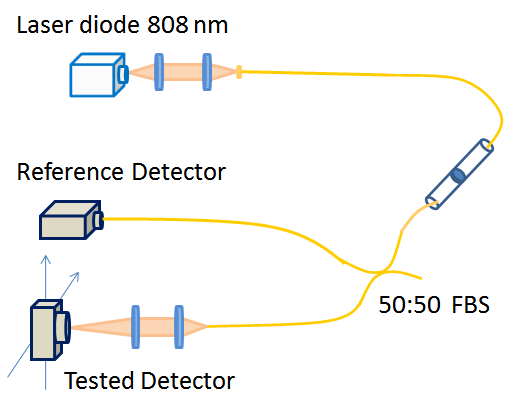 Laser diode 808 nm
Reference Detector
50:50 FBS
Tested Detector